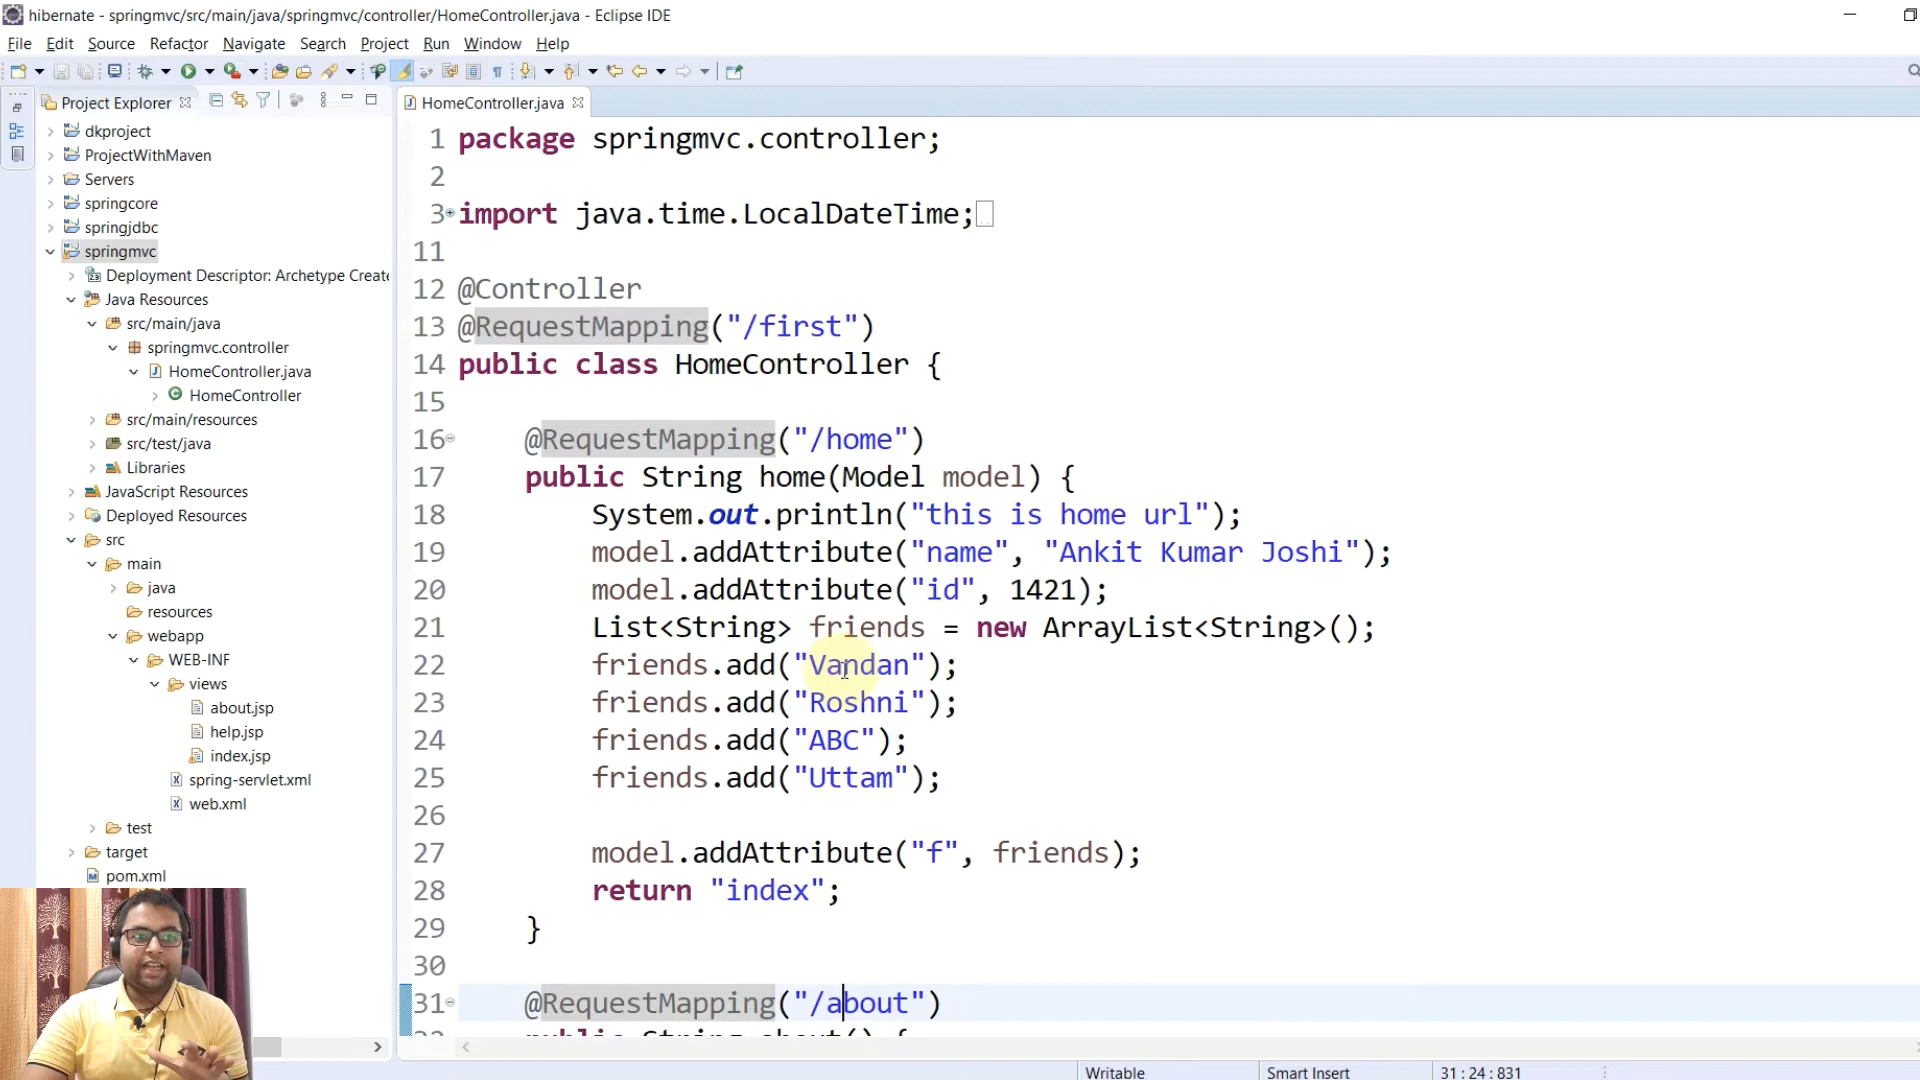 hibernate - springmvc/src/main/java/springmvc/controller/HomeController.java - Eclipse IDE
File Edit Source Refactor Navigate Search Project Run Window Help
Project Explorer
dkproject
ProjectWithMaven
Servers
springcore
springjdbc
springmvc
Deployment Descriptor: Archetype Create
Java Resources
src/main/java
springmvc.controller
HomeController.java
HomeController
src/main/resources
src/test/java
Libraries
JavaScript Resources
Deployed Resources
src
main
java
resources
webapp
WEB-INF
views
about.jsp
help.jsp
index.jsp
spring-servlet.xml
web.xml
test
target
pom.xml
HomeController.java
1 package springmvc.controller;
2
3 import java.time.LocalDateTime;
11
12 @Controller
13 @RequestMapping("/first")
14 public class HomeController {
15
16 @RequestMapping("/home")
17 public String home(Model model) {
18 System.out.println("this is home url");
19 model.addAttribute("name", "Ankit Kumar Joshi");
20 model.addAttribute("id", 1421);
21 List<String> friends = new ArrayList<String>();
22 friends.add("Vandan");
23 friends.add("Roshni");
24 friends.add("ABC");
25 friends.add("Uttam");
26
27 model.addAttribute("f", friends);
28 return "index";
29 }
30
31 @RequestMapping("/about")
public String about() {
Writable Smart Insert 31 : 24 : 831